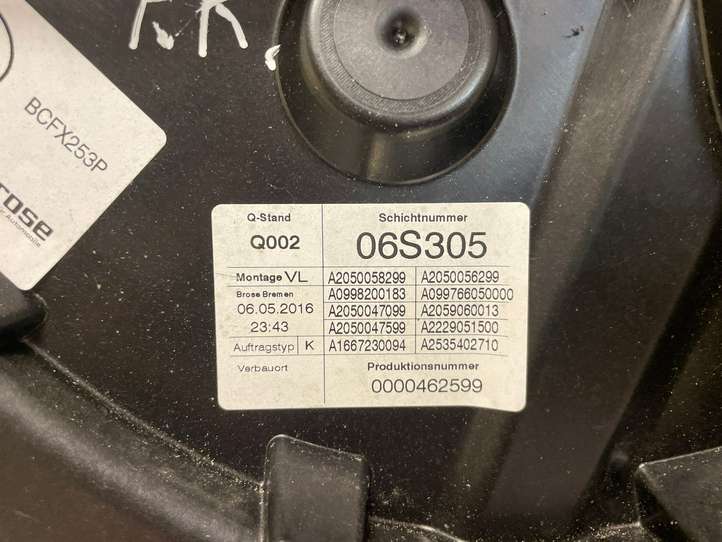 F.R.
BCFX253P
rose
Automobile
Q-Stand
Q002
Schichtnummer
06S305
Montage VL
A2050058299 A2050056299
Brose Bremen
A0998200183 A099766050000
06.05.2016
A2050047099 A2059060013
23:43
A2050047599 A2229051500
Auftragstyp K
A1667230094 A2535402710
Verbauort
Produktionsnummer
0000462599